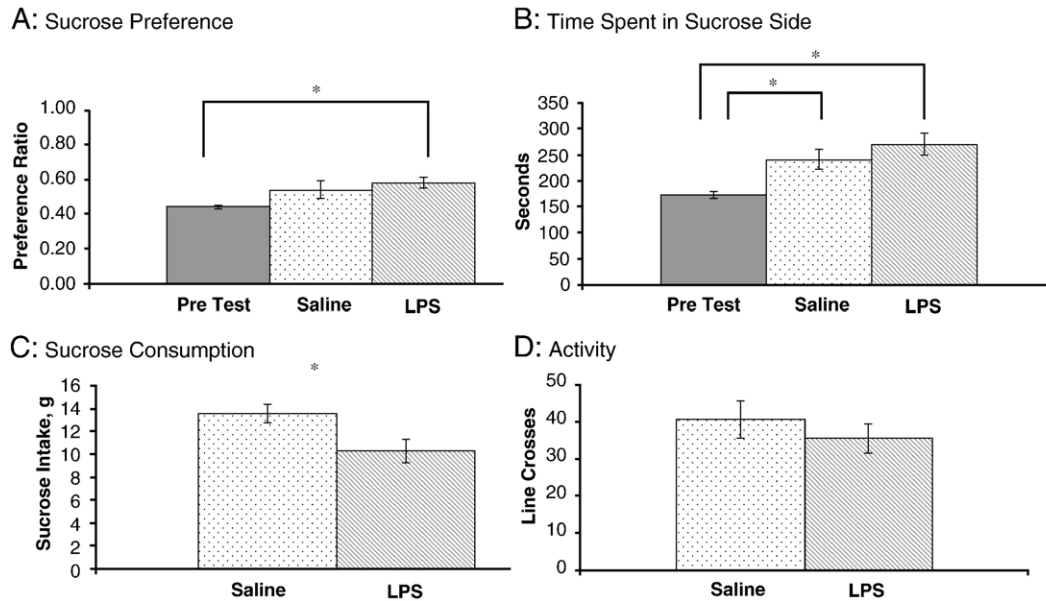 A: Sucrose Preference
*
Preference Ratio
1.00
0.80
0.60
0.40
0.20
0.00
Pre Test Saline LPS
B: Time Spent in Sucrose Side
*
*
Seconds
350
300
250
200
150
100
50
0
Pre Test Saline LPS
C: Sucrose Consumption
*
Sucrose Intake, g
16
14
12
10
8
6
4
2
0
Saline LPS
D: Activity
Line Crosses
50
40
30
20
10
0
Saline LPS